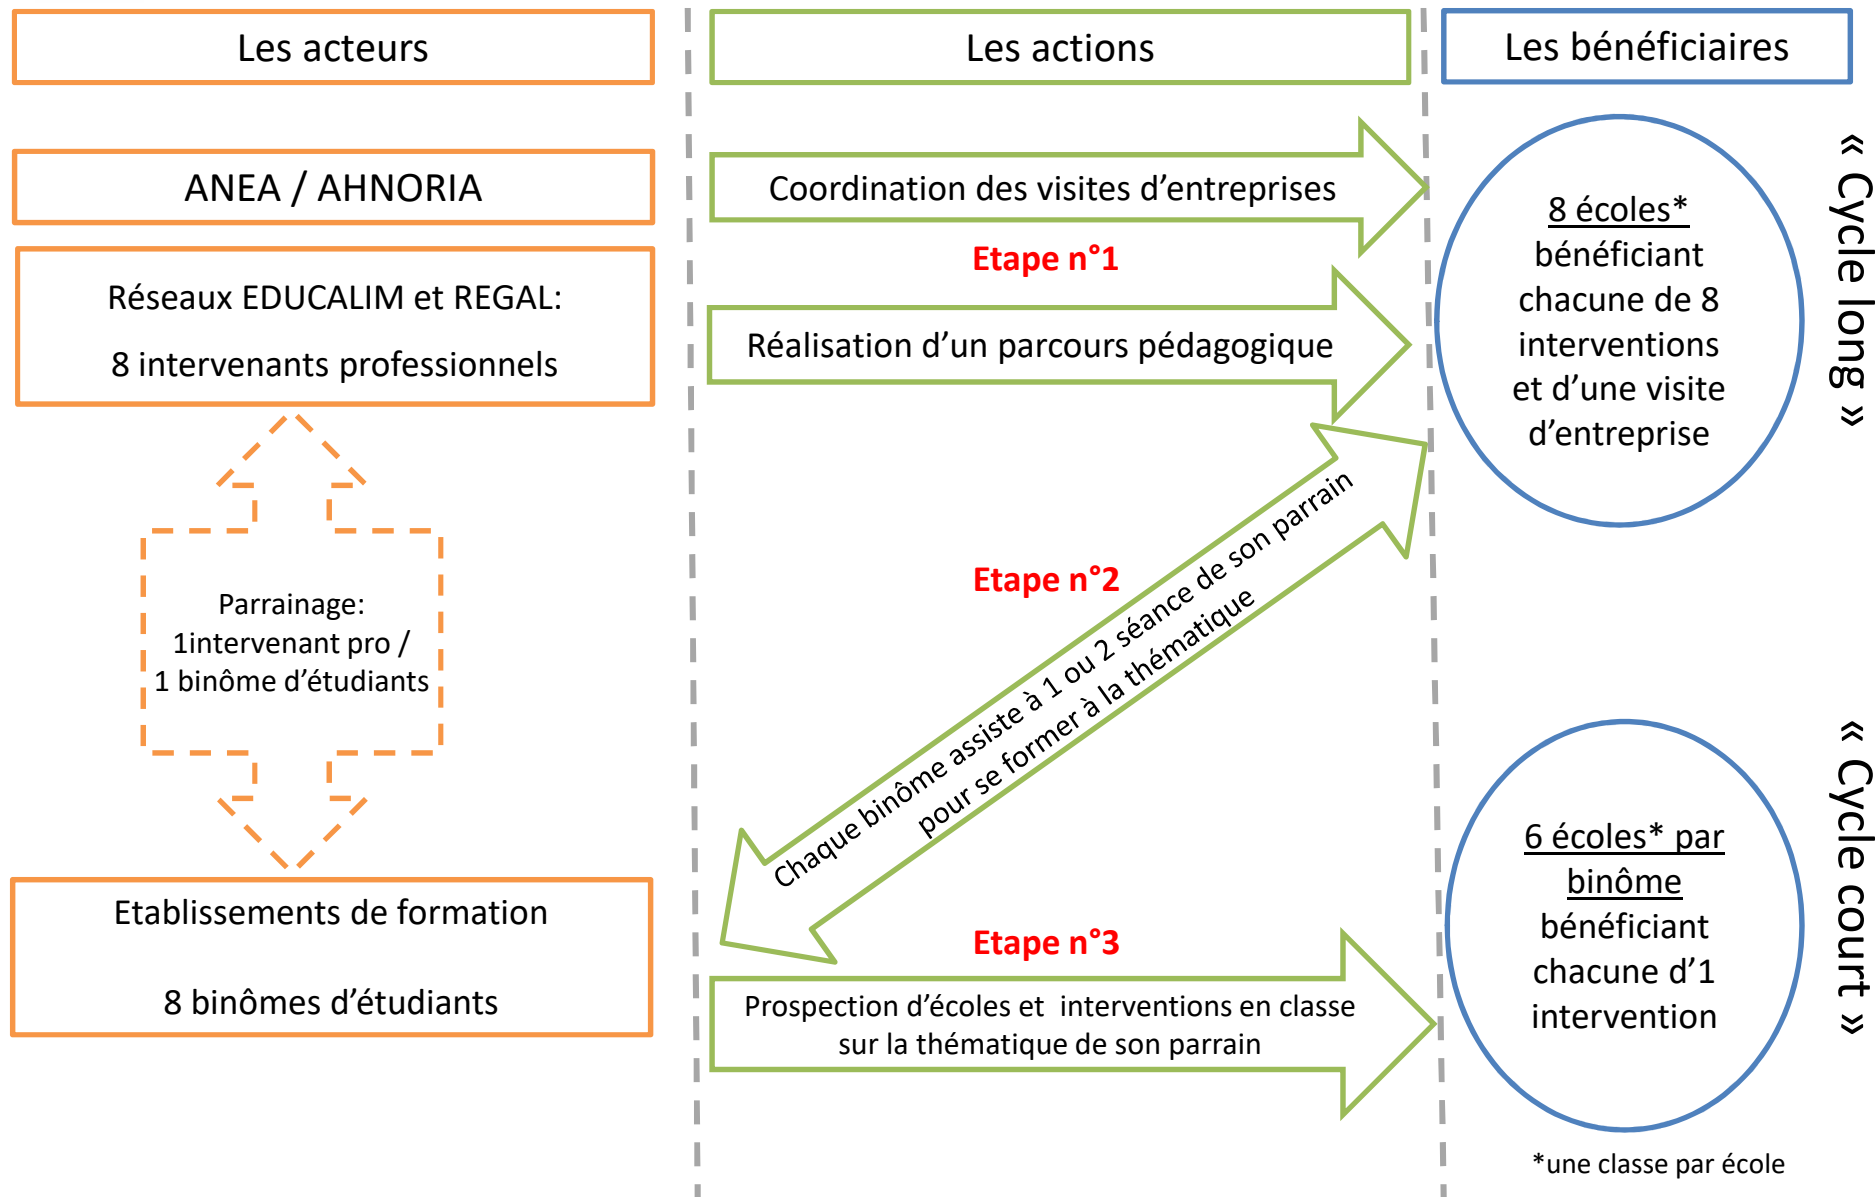 Les acteurs
Les actions
Les bénéficiaires
ANEA / AHNORIA
Réseaux EDUCALIM et REGAL:
8 intervenants professionnels
Parrainage:
1intervenant pro /
1 binôme d’étudiants
Etablissements de formation
8 binômes d’étudiants
Coordination des visites d’entreprises
Etape n°1
Réalisation d’un parcours pédagogique
Etape n°2
Chaque binôme assiste à 1 ou 2 séance de son parrain
pour se former à la thématique
Etape n°3
Prospection d’écoles et  interventions en classe
sur la thématique de son parrain
8 écoles*
bénéficiant
chacune de 8
interventions
et d’une visite
d’entreprise
« Cycle long »
6 écoles* par
binôme
bénéficiant
chacune d’1
intervention
« Cycle court »
*une classe par école